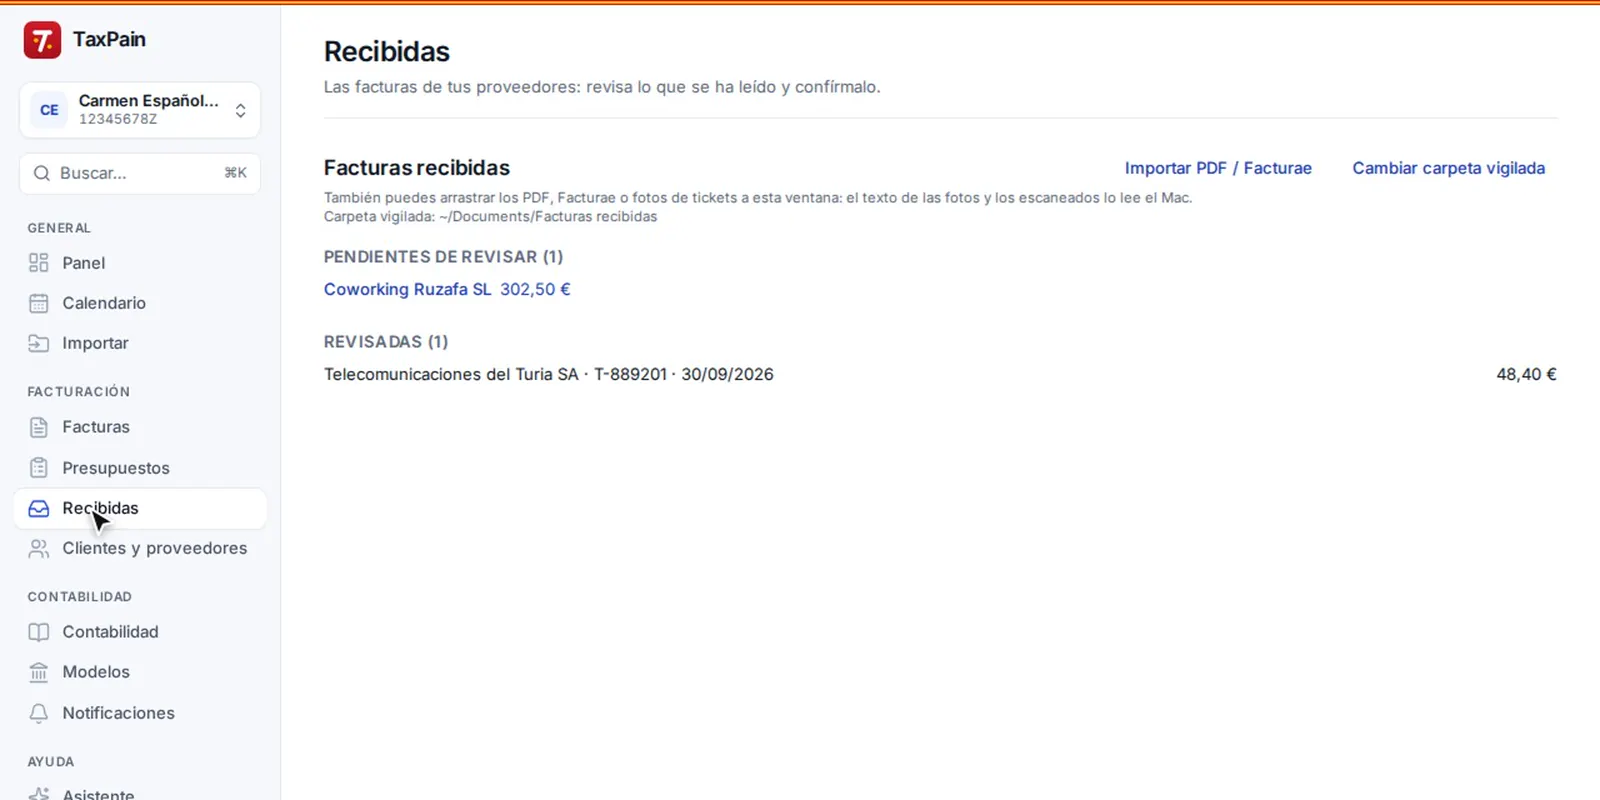 TaxPain
CE
Carmen Español...
12345678Z
Buscar...
⌘K
GENERAL
Panel
Calendario
Importar
FACTURACIÓN
Facturas
Presupuestos
Recibidas
Clientes y proveedores
CONTABILIDAD
Contabilidad
Modelos
Notificaciones
AYUDA
Asistente
Recibidas
Las facturas de tus proveedores: revisa lo que se ha leído y confírmalo.
Facturas recibidas
Importar PDF / Facturae
Cambiar carpeta vigilada
También puedes arrastrar los PDF, Facturae o fotos de tickets a esta ventana: el texto de las fotos y los escaneados lo lee el Mac.
Carpeta vigilada: ~/Documents/Facturas recibidas
PENDIENTES DE REVISAR (1)
Coworking Ruzafa SL 302,50 €
REVISADAS (1)
Telecomunicaciones del Turia SA · T-889201 · 30/09/2026
48,40 €